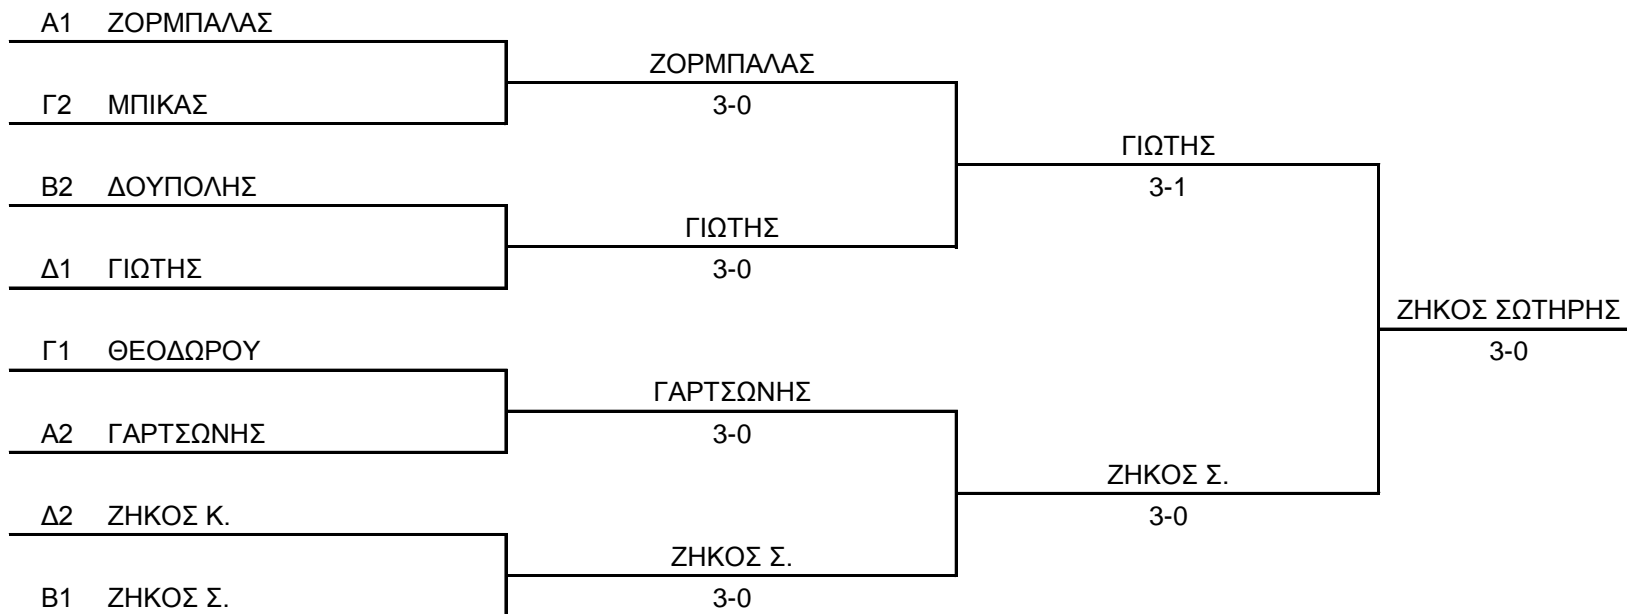 Α1 ΖΟΡΜΠΑΛΑΣ
ΖΟΡΜΠΑΛΑΣ
Γ2 ΜΠΙΚΑΣ
3-0
ΓΙΩΤΗΣ
Β2 ΔΟΥΠΟΛΗΣ
3-1
ΓΙΩΤΗΣ
Δ1 ΓΙΩΤΗΣ
3-0
ΖΗΚΟΣ ΣΩΤΗΡΗΣ
Γ1 ΘΕΟΔΩΡΟΥ
3-0
ΓΑΡΤΣΩΝΗΣ
Α2 ΓΑΡΤΣΩΝΗΣ
3-0
ΖΗΚΟΣ Σ.
Δ2 ΖΗΚΟΣ Κ.
3-0
ΖΗΚΟΣ Σ.
Β1 ΖΗΚΟΣ Σ.
3-0